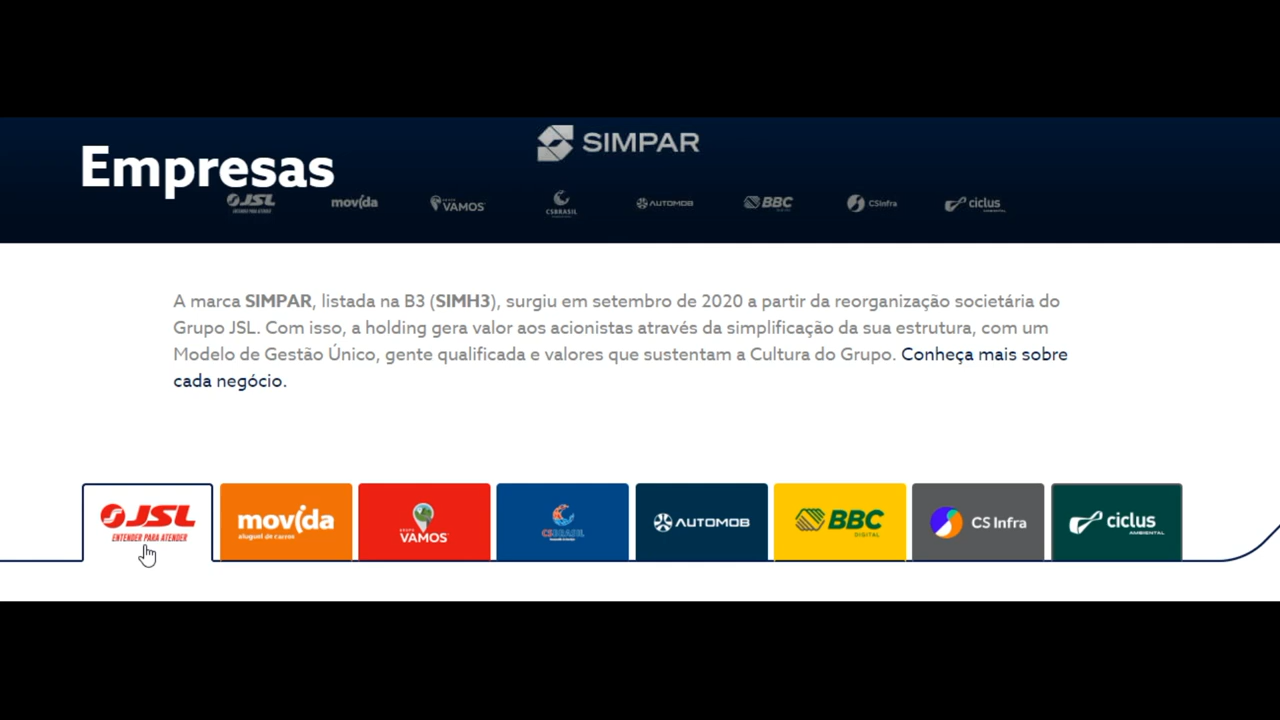 SIMPAR
Empresas
JSL
movida
GRUPO VAMOS
CSBRASIL
AUTOMOB
BBC
CSInfra
ciclus
AMBIENTAL
A marca SIMPAR, listada na B3 (SIMH3), surgiu em setembro de 2020 a partir da reorganização societária do
Grupo JSL. Com isso, a holding gera valor aos acionistas através da simplificação da sua estrutura, com um
Modelo de Gestão Único, gente qualificada e valores que sustentam a Cultura do Grupo. Conheça mais sobre
cada negócio.
JSL
ENTENDER PARA ATENDER
movida
aluguel de carros
GRUPO
VAMOS
CSBRASIL
AUTOMOB
BBC
DIGITAL
CS Infra
ciclus
AMBIENTAL